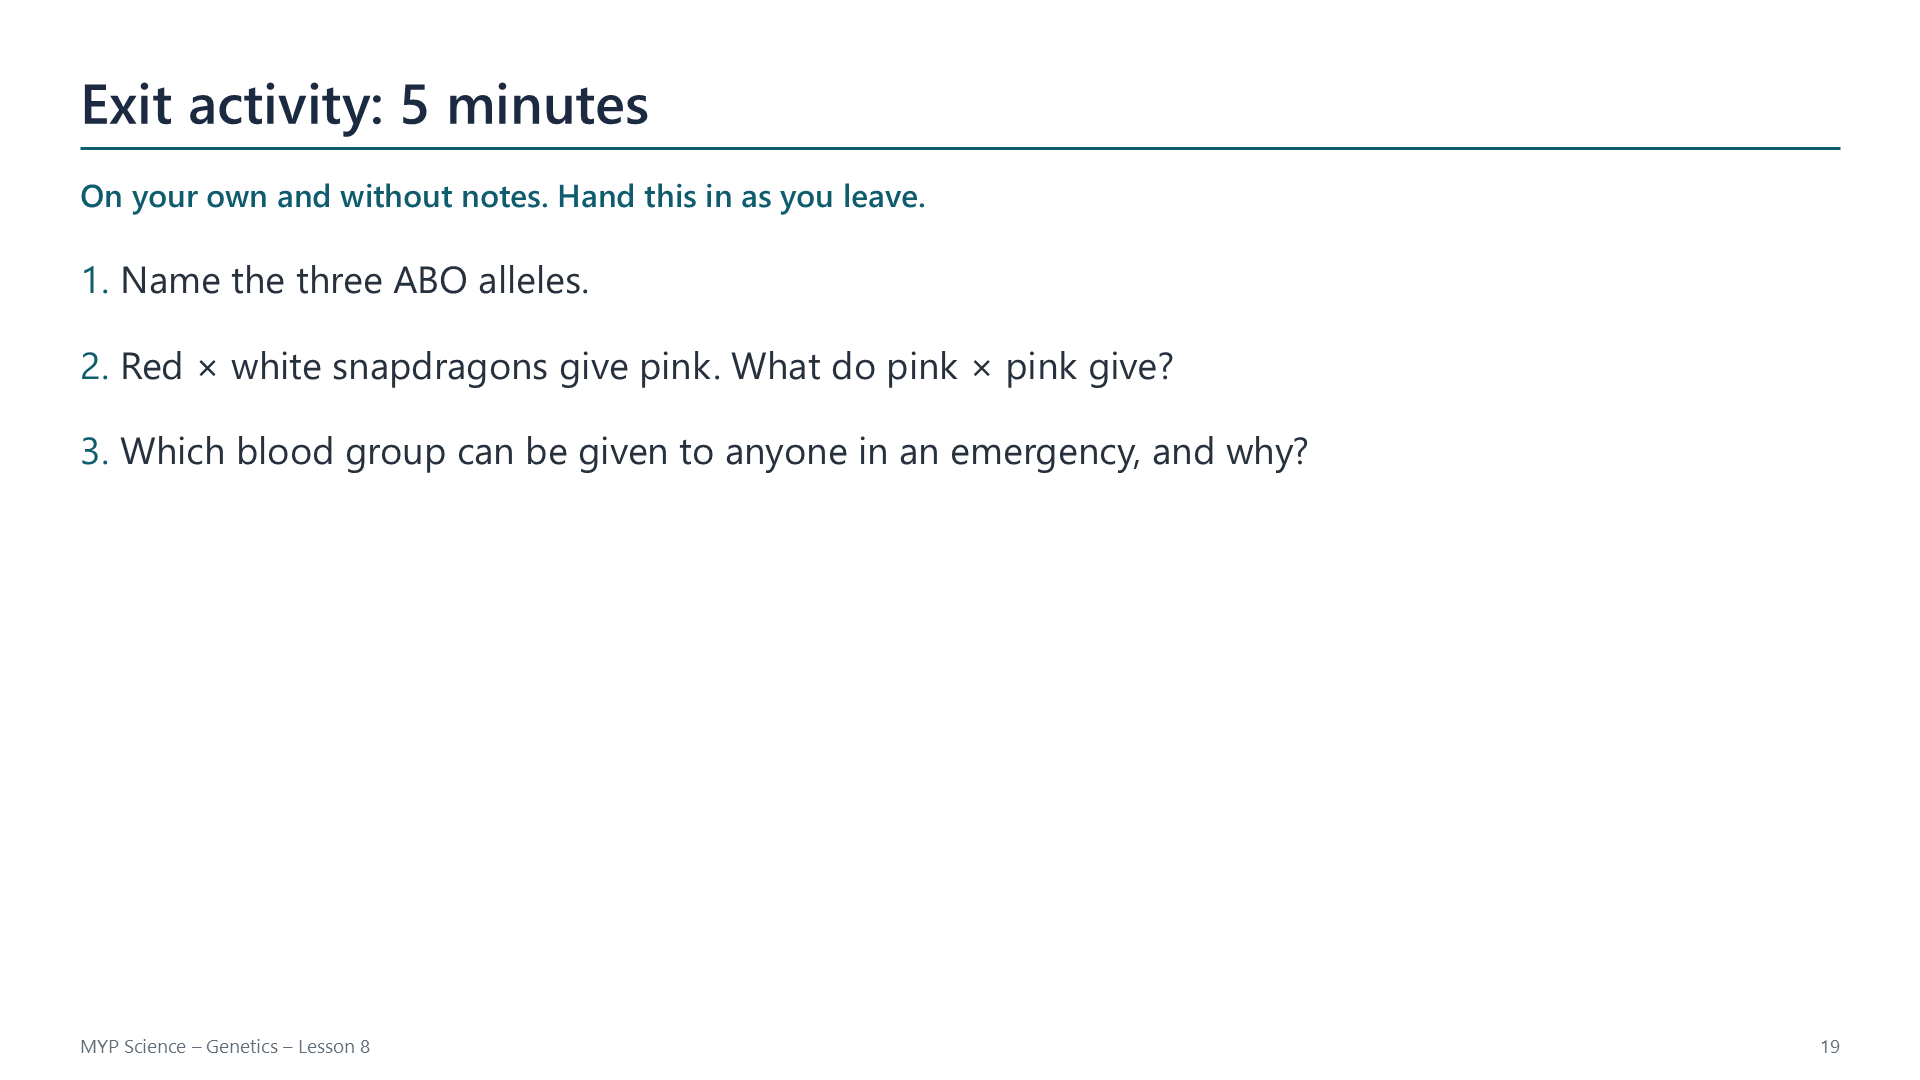 Exit activity: 5 minutes
On your own and without notes. Hand this in as you leave.
1. Name the three ABO alleles.
2. Red × white snapdragons give pink. What do pink × pink give?
3. Which blood group can be given to anyone in an emergency, and why?
MYP Science – Genetics – Lesson 8
19